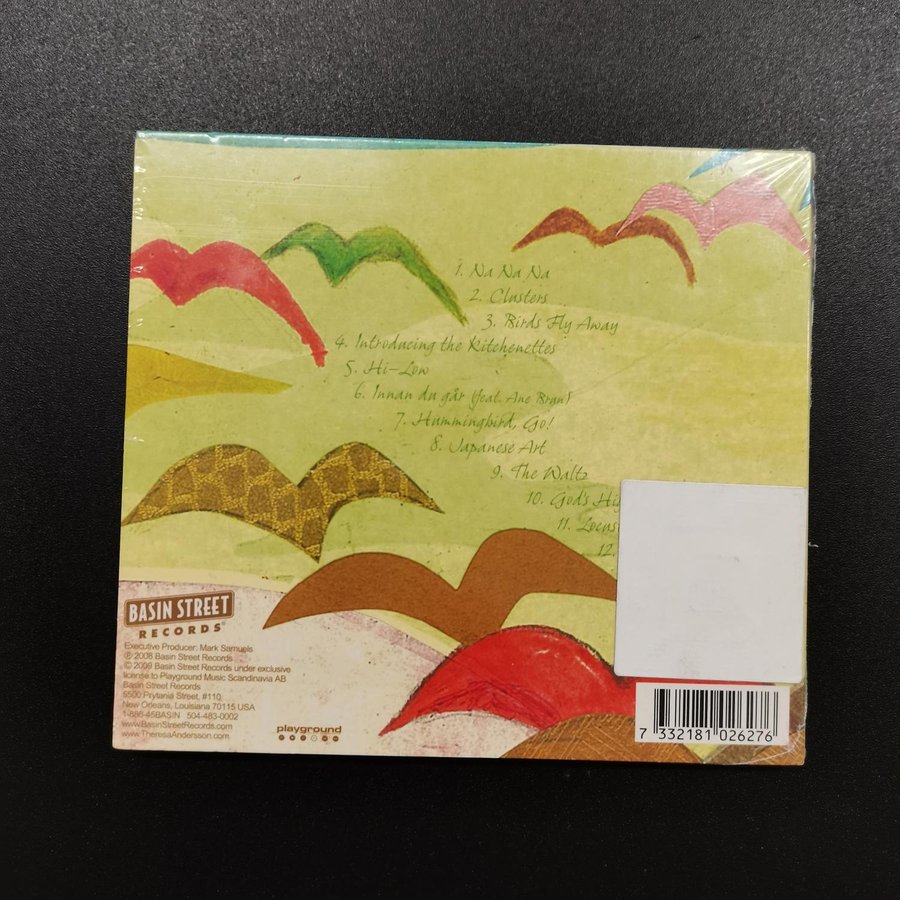 1. Na Na Na
2. Clusters
3. Birds Fly Away
4. Introducing the Kitchenettes
5. Hi-Low
6. Innan du går (feat. Ane Brun)
7. Hummingbird, Go!
8. Japanese Art
9. The Waltz
10. God's
11.
12.
BASIN STREET
RECORDS®
Executive Producer: Mark Samuels
℗ 2008 Basin Street Records
© 2009 Basin Street Records under exclusive
license to Playground Music Scandinavia AB
Basin Street Records
5500 Prytania Street, #110
New Orleans, Louisiana 70115 USA
1-888-45BASIN 504-483-0002
www.BasinStreetRecords.com
www.TheresaAndersson.com
playground
7 332181 026276